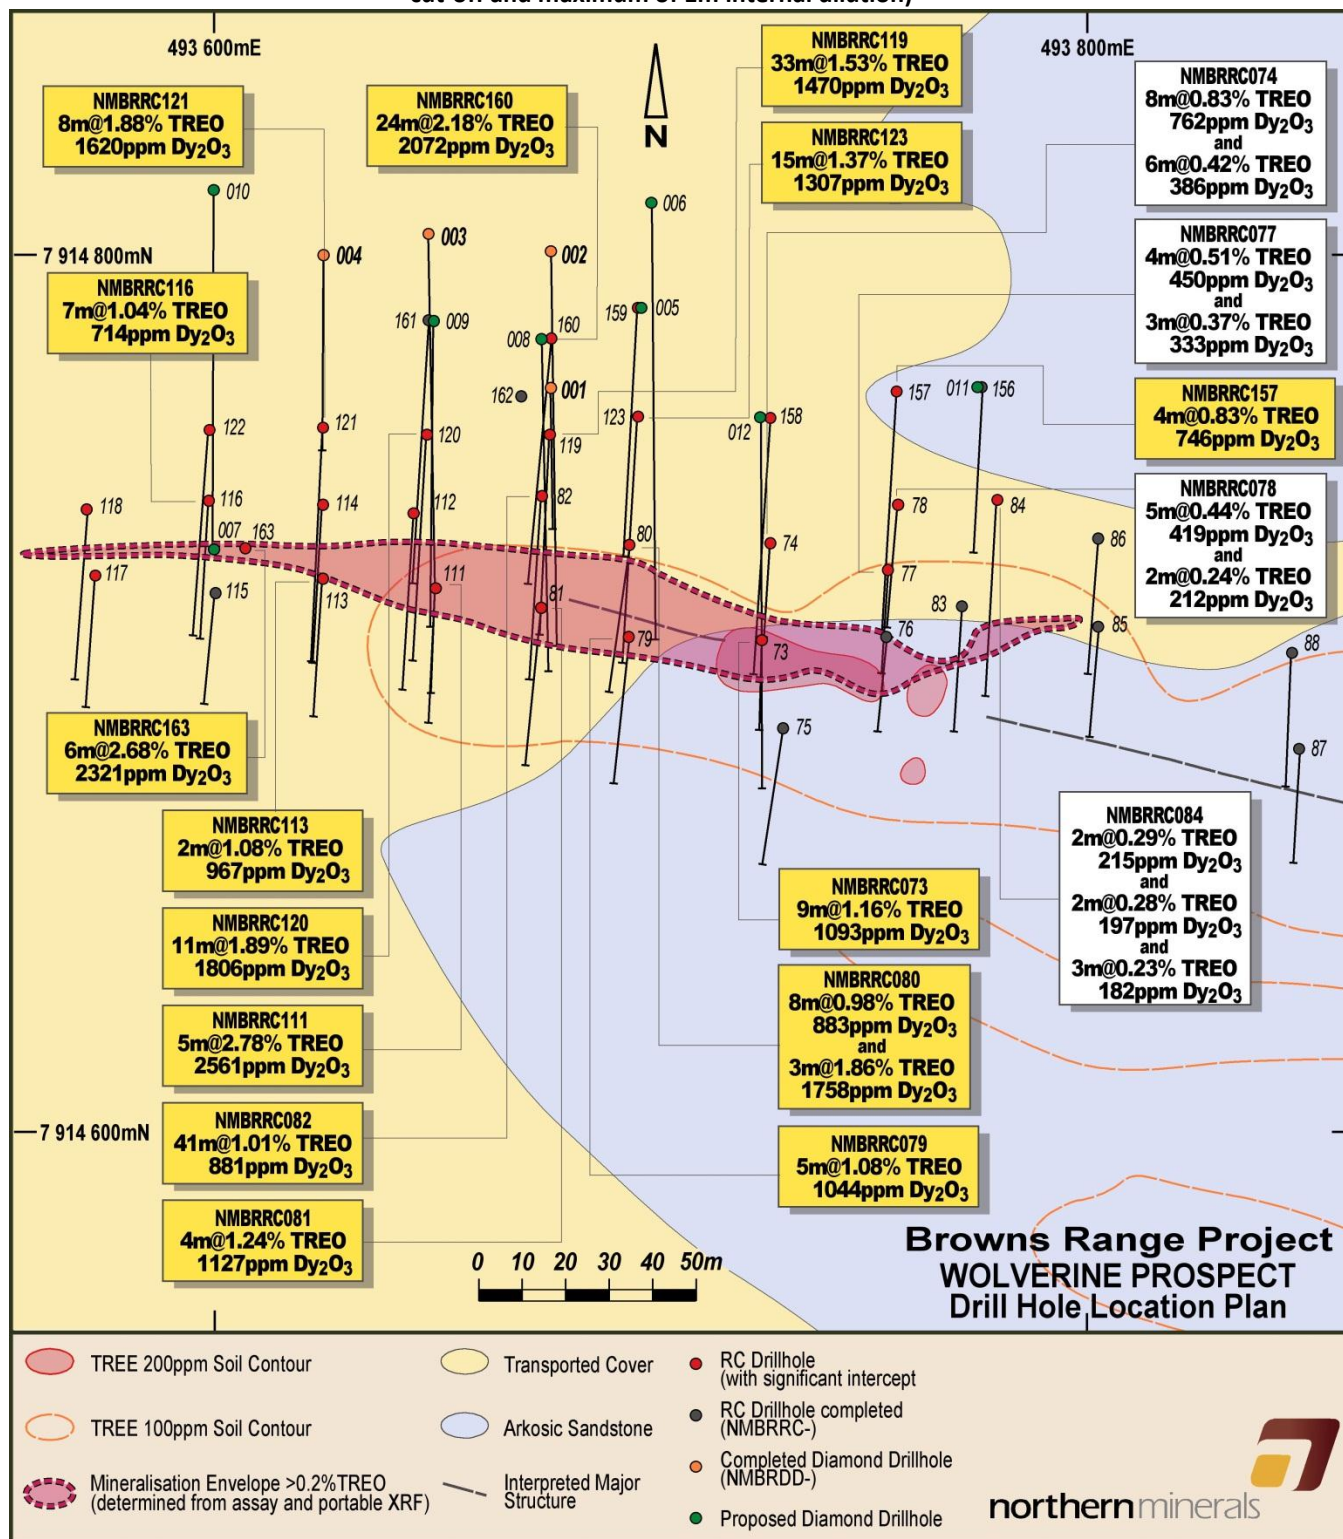 493 600mE
493 800mE
NMBRRC119
33m@1.53% TREO
1470ppm Dy₂O₃
NMBRRC074
8m@0.83% TREO
762ppm Dy₂O₃
and
6m@0.42% TREO
386ppm Dy₂O₃
NMBRRC121
8m@1.88% TREO
1620ppm Dy₂O₃
NMBRRC160
24m@2.18% TREO
2072ppm Dy₂O₃
N
NMBRRC123
15m@1.37% TREO
1307ppm Dy₂O₃
010
006
7 914 800mN
004
003
002
NMBRRC077
4m@0.51% TREO
450ppm Dy₂O₃
and
3m@0.37% TREO
333ppm Dy₂O₃
NMBRRC116
7m@1.04% TREO
714ppm Dy₂O₃
161
009
008
160
159
005
162
001
157
011
156
NMBRRC157
4m@0.83% TREO
746ppm Dy₂O₃
122
121
120
119
123
012
158
118
116
114
112
82
80
74
78
84
86
NMBRRC078
5m@0.44% TREO
419ppm Dy₂O₃
and
2m@0.24% TREO
212ppm Dy₂O₃
007
163
117
115
113
111
81
79
73
77
76
83
85
88
75
87
NMBRRC163
6m@2.68% TREO
2321ppm Dy₂O₃
NMBRRC113
2m@1.08% TREO
967ppm Dy₂O₃
NMBRRC084
2m@0.29% TREO
215ppm Dy₂O₃
and
2m@0.28% TREO
197ppm Dy₂O₃
and
3m@0.23% TREO
182ppm Dy₂O₃
NMBRRC073
9m@1.16% TREO
1093ppm Dy₂O₃
NMBRRC120
11m@1.89% TREO
1806ppm Dy₂O₃
NMBRRC080
8m@0.98% TREO
883ppm Dy₂O₃
and
3m@1.86% TREO
1758ppm Dy₂O₃
NMBRRC111
5m@2.78% TREO
2561ppm Dy₂O₃
NMBRRC082
41m@1.01% TREO
881ppm Dy₂O₃
7 914 600mN
NMBRRC079
5m@1.08% TREO
1044ppm Dy₂O₃
NMBRRC081
4m@1.24% TREO
1127ppm Dy₂O₃
0 10 20 30 40 50m
Browns Range Project
WOLVERINE PROSPECT
Drill Hole Location Plan
TREE 200ppm Soil Contour
TREE 100ppm Soil Contour
Mineralisation Envelope >0.2%TREO
(determined from assay and portable XRF)
Transported Cover
Arkosic Sandstone
Interpreted Major
Structure
RC Drillhole
(with significant intercept
RC Drillhole completed
(NMBRRC-)
Completed Diamond Drillhole
(NMBRDD-)
Proposed Diamond Drillhole
northernminerals